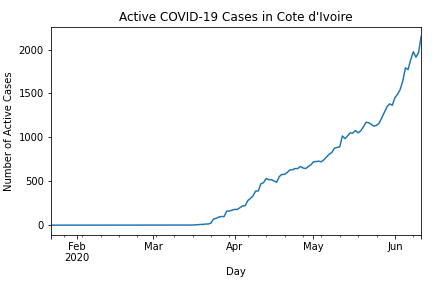 Active COVID-19 Cases in Cote d'Ivoire
Number of Active Cases
2000
1500
1000
500
0
Feb
2020
Mar
Apr
May
Jun
Day